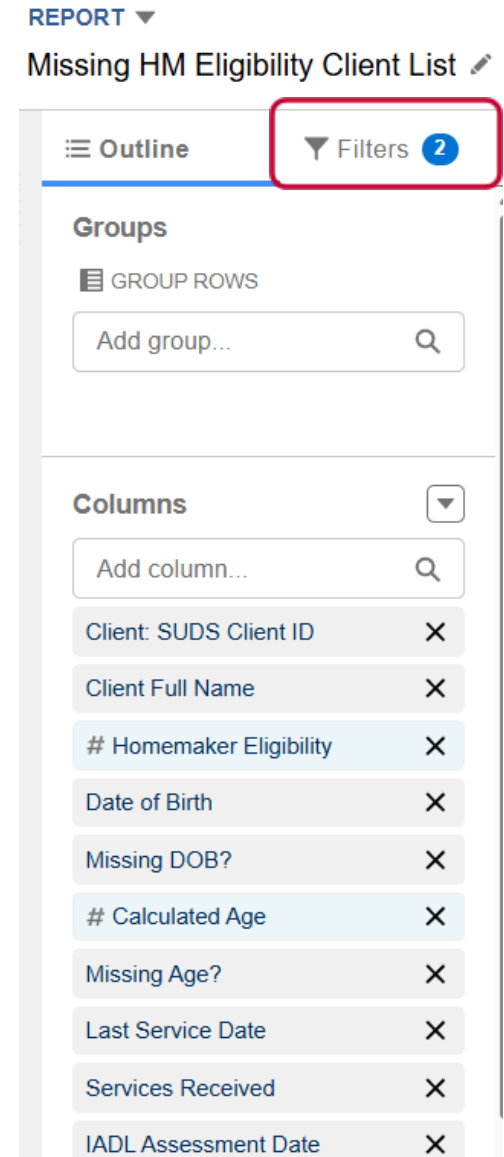 REPORT
Missing HM Eligibility Client List
Outline
Filters 2
Groups
GROUP ROWS
Add group...
Columns
Add column...
Client: SUDS Client ID
Client Full Name
# Homemaker Eligibility
Date of Birth
Missing DOB?
# Calculated Age
Missing Age?
Last Service Date
Services Received
IADL Assessment Date